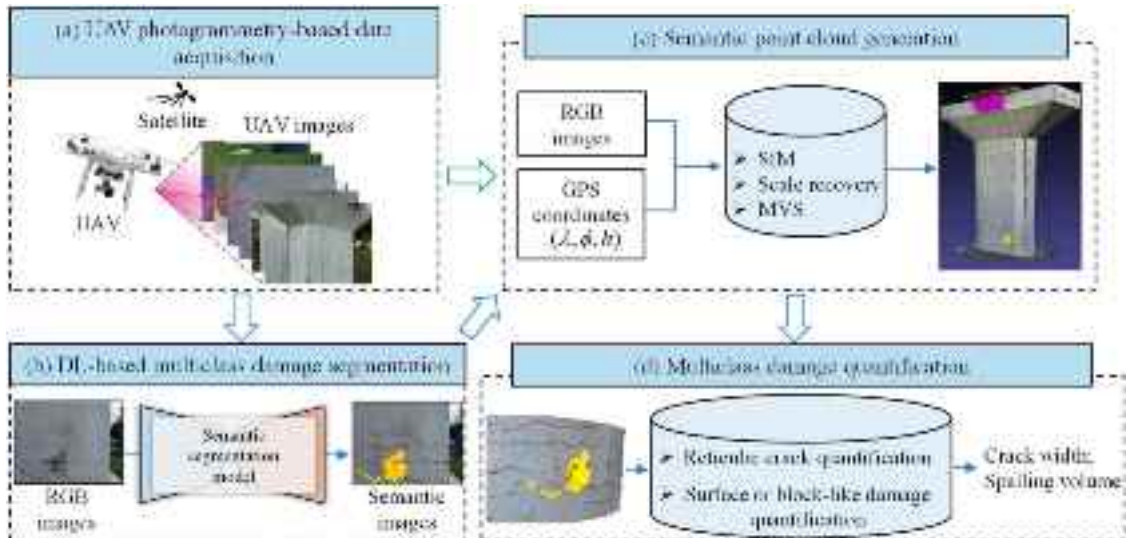 (a) UAV photogrammetry-based data
acquisition
Satellite
UAV images
UAV
(c) Semantic point cloud generation
RGB
images
GPS
coordinates
(λ, ϕ, h)
➢ SfM
➢ Scale recovery
➢ MVS
(b) DL-based multiclass damage segmentation
RGB
images
Semantic
segmentation
model
Semantic
images
(d) Multiclass damage quantification
➢ crack quantification
➢ Surface or block-like damage
quantification
Crack width,
Spalling volume